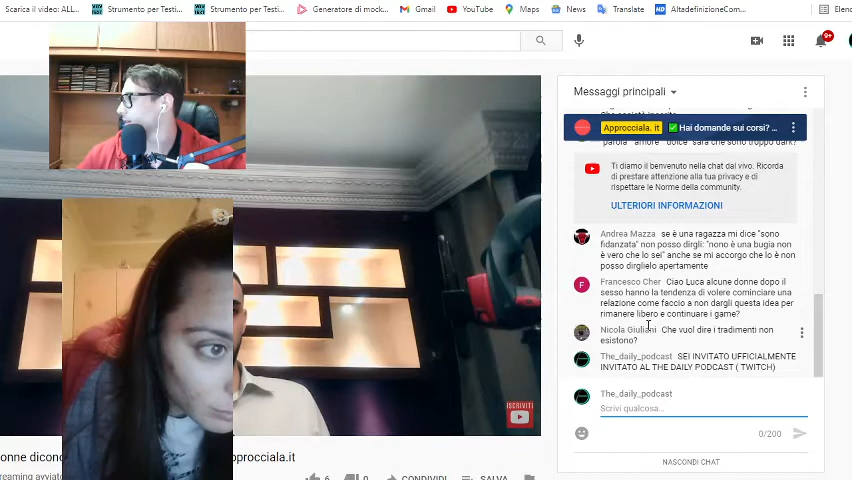 Scarica il video: ALL... Strumento per Testi... Strumento per Testi... Generatore di mock... Gmail YouTube Maps News Translate AltadefinizioneCom... Elenc
9+
Messaggi principali
Approccia. it ✅ Hai domande sui corsi? ...
parola "amore" "dolce" sarà che sono troppo dark?
Ti diamo il benvenuto nella chat dal vivo. Ricorda
di prestare attenzione alla tua privacy e di
rispettare le Norme della community.
ULTERIORI INFORMAZIONI
Andrea Mazza se è una ragazza mi dice "sono
fidanzata" non posso dirgli: "nono è una bugia non
è vero che lo sei" anche se mi accorgo che lo è non
posso dirglielo apertamente
Francesco Cher Ciao Luca alcune donne dopo il
sesso hanno la tendenza di volere cominciare una
relazione come faccio a non dargli questa idea per
rimanere libero e continuare i game?
Nicola Giuliani Che vuol dire i tradimenti non
esistono?
The_daily_podcast SEI INVITATO UFFICIALMENTE
INVITATO AL THE DAILY PODCAST ( TWITCH)
The_daily_podcast
Scrivi qualcosa...
0/200
NASCONDI CHAT
ISCRIVITI
onne dicono
pprocciala.it
reaming avviato
6 0 CONDIVIDI SALVA